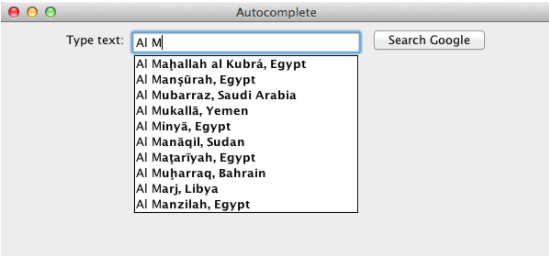 Autocomplete
Type text: Al M Search Google
Al Maḩallah al Kubrá, Egypt
Al Manşūrah, Egypt
Al Mubarraz, Saudi Arabia
Al Mukallā, Yemen
Al Minyā, Egypt
Al Manāqil, Sudan
Al Maţarīyah, Egypt
Al Muḩarraq, Bahrain
Al Marj, Libya
Al Manzilah, Egypt